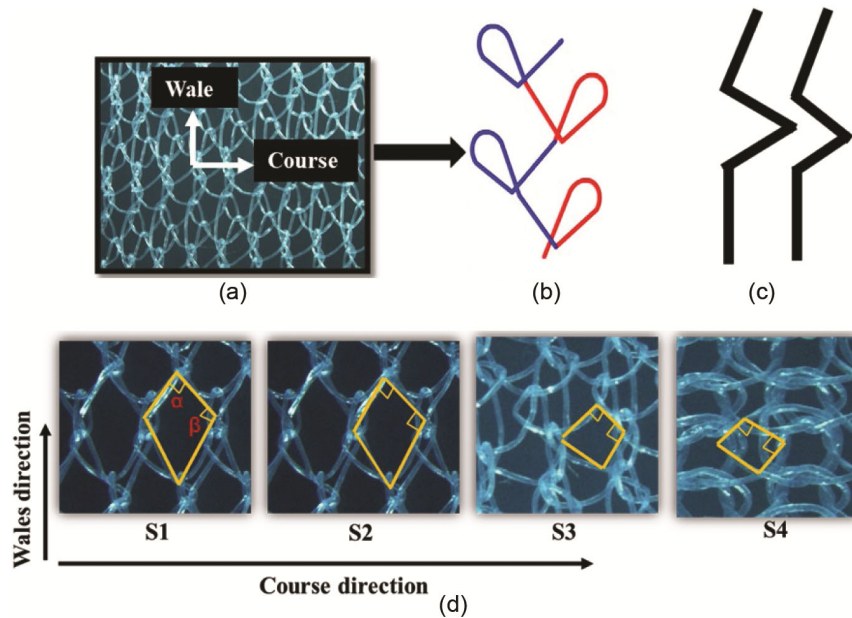 Wale
Course
(a)
(b)
(c)
α
β
Wales direction
S1
S2
S3
S4
Course direction
(d)